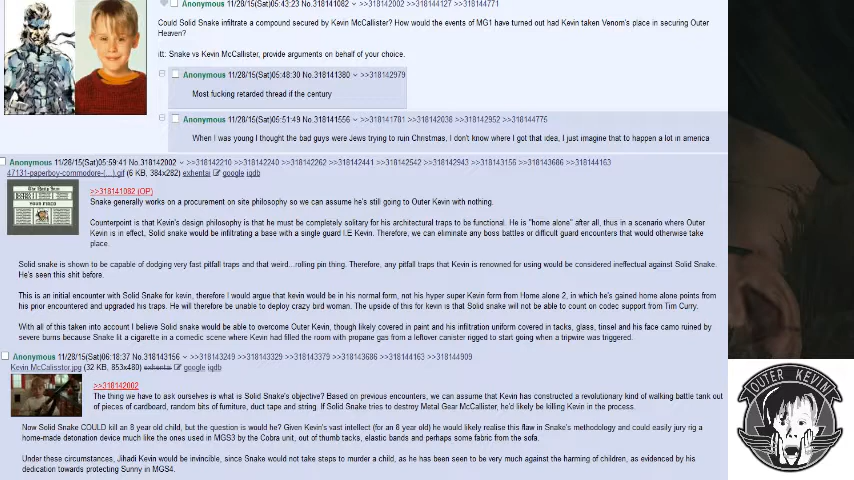 Anonymous 11/28/15(Sat)05:43:23 No.318141082 >>318142002 >>318144127 >>318144771
Could Solid Snake infiltrate a compound secured by Kevin McCallister? How would the events of MG1 have turned out had Kevin taken Venom's place in securing Outer
Heaven?
itt: Snake vs Kevin McCallister, provide arguments on behalf of your choice.
Anonymous 11/28/15(Sat)05:48:30 No.318141380 >>318142979
Most fucking retarded thread if the century
Anonymous 11/28/15(Sat)05:51:49 No.318141556 >>318141781 >>318142038 >>318142952 >>318144776
When I was young I thought the bad guys were Jews trying to ruin Christmas, I don't know where I got that idea, I just imagine that to happen a lot in america
Anonymous 11/28/15(Sat)05:59:41 No.318142002 >>318142210 >>318142240 >>318142262 >>318142441 >>318142542 >>318142943 >>318143156 >>318143686 >>318144163
47131-paperboy-commodore-(...).gif (6 KB, 384x282) exhentai google iqdb
>>318141082 (OP)
Snake generally works on a procurement on site philosophy so we can assume he's still going to Outer Kevin with nothing.
Counterpoint is that Kevin's design philosophy is that he must be completely solitary for his architectural traps to be functional. He is "home alone" after all, thus in a scenario where Outer
Kevin is in effect, Solid snake would be infiltrating a base with a single guard I.E Kevin. Therefore, we can eliminate any boss battles or difficult guard encounters that would otherwise take
place.
Solid snake is shown to be capable of dodging very fast pitfall traps and that weird...rolling pin thing. Therefore, any pitfall traps that Kevin is renowned for using would be considered ineffectual against Solid Snake.
He's seen this shit before.
This is an initial encounter with Solid Snake for kevin, therefore I would argue that kevin would be in his normal form, not his hyper super Kevin form from Home alone 2, in which he's gained home alone points from
his prior encountered and upgraded his traps. He will therefore be unable to deploy crazy bird woman. The upside of this for kevin is that Solid snake will not be able to count on codec support from Tim Curry.
With all of this taken into account I believe Solid snake would be able to overcome Outer Kevin, though likely covered in paint and his infiltration uniform covered in tacks, glass, tinsel and his face camo ruined by
severe burns because Snake lit a cigarette in a comedic scene where Kevin had filled the room with propane gas from a leftover canister rigged to start going when a tripwire was triggered.
Anonymous 11/28/15(Sat)06:18:37 No.318143156 >>318143249 >>318143329 >>318143379 >>318143686 >>318144163 >>318144909
Kevin McCallisstor.jpg (32 KB, 853x480) exhentai google iqdb
>>318142002
The thing we have to ask ourselves is what is Solid Snake's objective? Based on previous encounters, we can assume that Kevin has constructed a revolutionary kind of walking battle tank out
of pieces of cardboard, random bits of furniture, duct tape and string. If Solid Snake tries to destroy Metal Gear McCallister, he'd likely be killing Kevin in the process.
Now Solid Snake COULD kill an 8 year old child, but the question is would he? Given Kevin's vast intellect (for an 8 year old) he would likely realise this flaw in Snake's methodology and could easily jury rig a
home-made detonation device much like the ones used in MGS3 by the Cobra unit, out of thumb tacks, elastic bands and perhaps some fabric from the sofa.
Under these circumstances, Jihadi Kevin would be invincible, since Snake would not take steps to murder a child, as he has been seen to be very much against the harming of children, as evidenced by his
dedication towards protecting Sunny in MGS4.
OUTER KEVIN